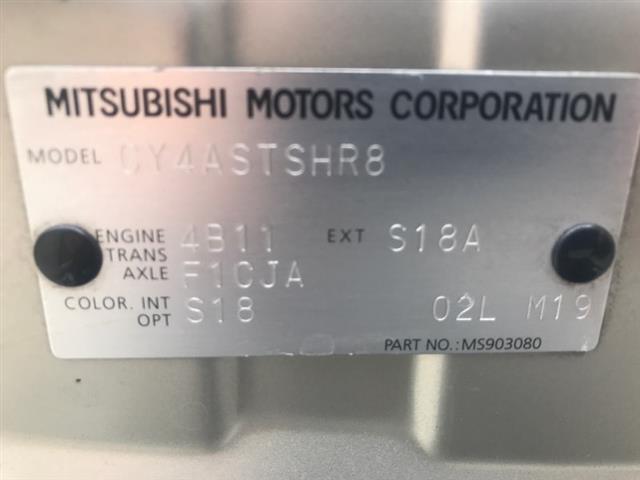 MITSUBISHI MOTORS CORPORATION
MODEL CY4ASTSHR8
ENGINE 4B11 EXT S18A
TRANS
AXLE F1CJA
COLOR. INT
OPT S18 02L M19
PART NO.: MS903080